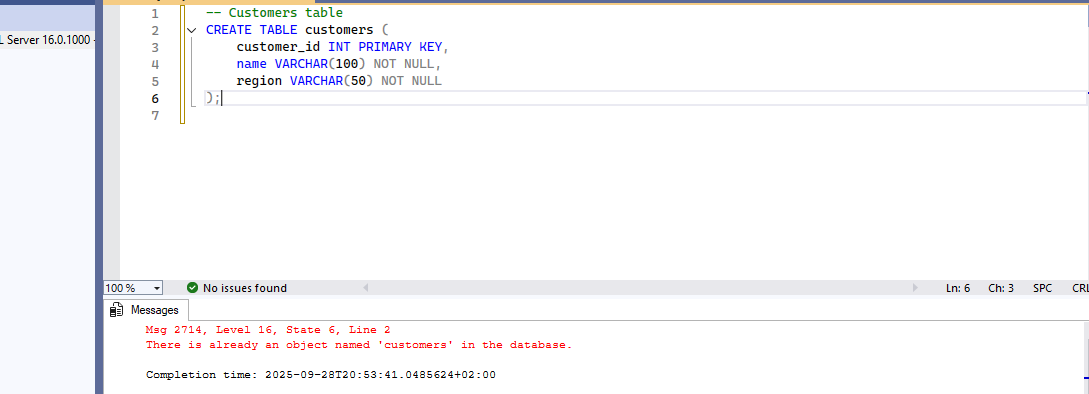 L Server 16.0.1000 -
1 -- Customers table
2 CREATE TABLE customers (
3 customer_id INT PRIMARY KEY,
4 name VARCHAR(100) NOT NULL,
5 region VARCHAR(50) NOT NULL
6 );
7
100 % No issues found Ln: 6 Ch: 3 SPC CRL
Messages
Msg 2714, Level 16, State 6, Line 2
There is already an object named 'customers' in the database.
Completion time: 2025-09-28T20:53:41.0485624+02:00